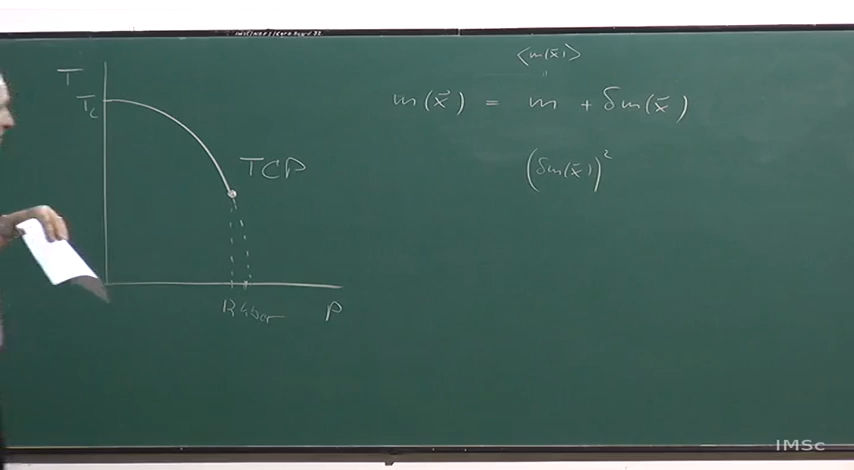 T
T_c
TCP
P
⟨m(x⃗)⟩
"
m(x⃗) = m + δm(x⃗)
(δm(x⃗))²
IMSc